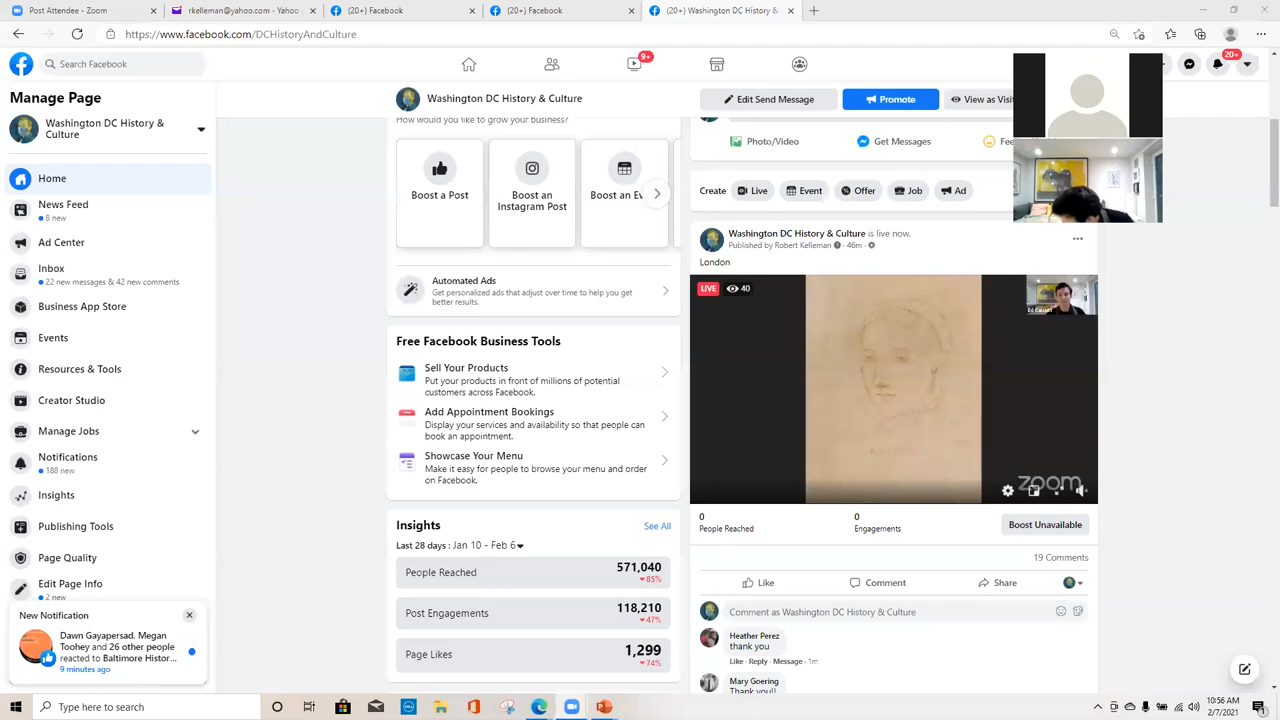 Post Attendee - Zoom
rkelleman@yahoo.com - Yahoo
(20+) Facebook
(20+) Facebook
(20+) Washington DC History &
https://www.facebook.com/DCHistoryAndCulture
Search Facebook
9+
20+
Manage Page
Washington DC History &
Culture
Home
News Feed
8 new
Ad Center
Inbox
22 new messages & 42 new comments
Business App Store
Events
Resources & Tools
Creator Studio
Manage Jobs
Notifications
188 new
Insights
Publishing Tools
Page Quality
Edit Page Info
2 new
New Notification
Dawn Gayapersad, Megan
Toohey and 26 other people
reacted to Baltimore Histor...
9 minutes ago
Washington DC History & Culture
Edit Send Message
Promote
View as Visit
How would you like to grow your business?
Boost a Post
Boost an
Instagram Post
Boost an Ev
Automated Ads
Get personalized ads that adjust over time to help you get
better results.
Free Facebook Business Tools
Sell Your Products
Put your products in front of millions of potential
customers across Facebook.
Add Appointment Bookings
Display your services and availability so that people can
book an appointment.
Showcase Your Menu
Make it easy for people to browse your menu and order
on Facebook.
Insights
See All
Last 28 days : Jan 10 - Feb 6
People Reached
571,040
85%
Post Engagements
118,210
47%
Page Likes
1,299
74%
Photo/Video
Get Messages
Fee
Create
Live
Event
Offer
Job
Ad
Washington DC History & Culture is live now.
Published by Robert Kelleman · 46m ·
London
LIVE
40
zoom
0
People Reached
0
Engagements
Boost Unavailable
19 Comments
Like
Comment
Share
Comment as Washington DC History & Culture
Heather Perez
thank you
Like · Reply · Message · 1m
Mary Goering
Thank you!!
Type here to search
10:56 AM
2/7/2021